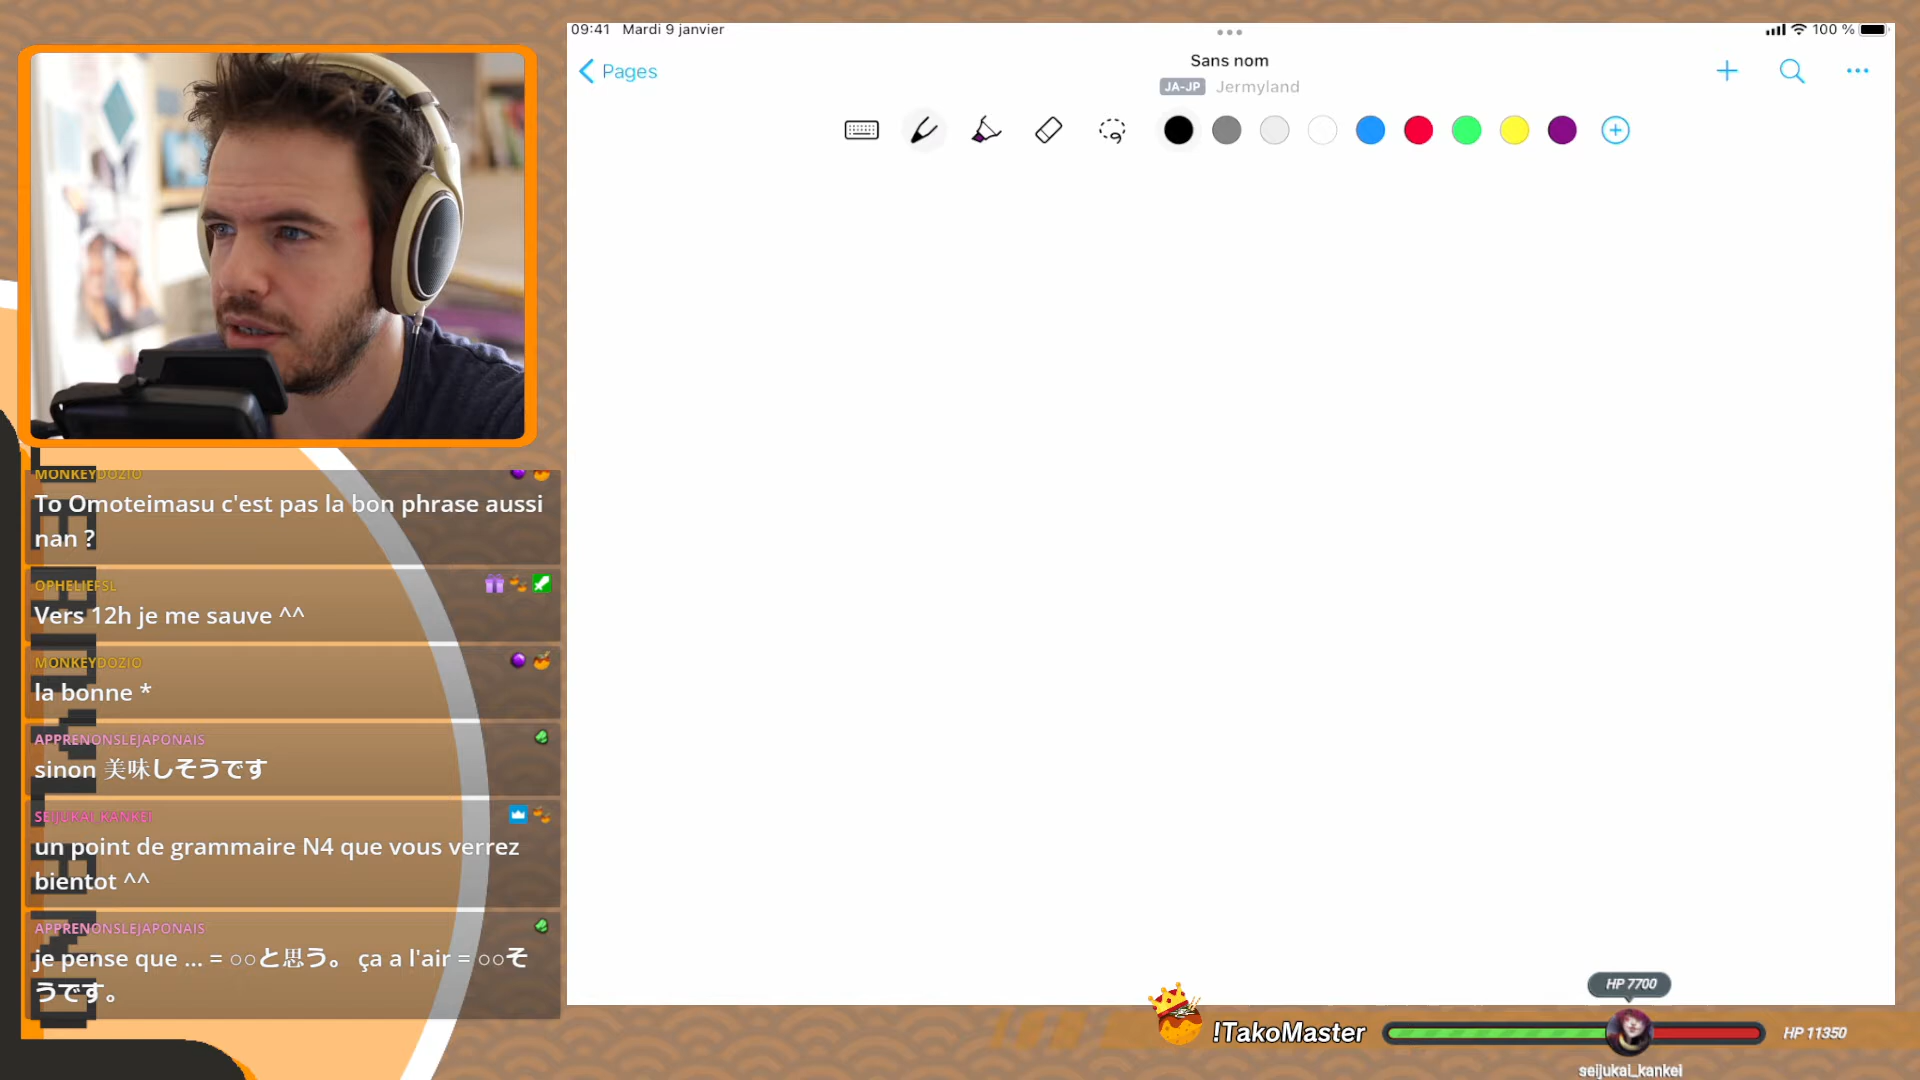 09:41 Mardi 9 janvier
100 %
Pages
Sans nom
JA-JP Jermyland
MONKEYDOZIO
To Omoteimasu c'est pas la bon phrase aussi
nan ?
OPHELIEFSL
Vers 12h je me sauve ^^
MONKEYDOZIO
la bonne *
APPRENONSLEJAPONAIS
sinon 美味しそうです
SEIJUKAI_KANKEI
un point de grammaire N4 que vous verrez
bientot ^^
APPRENONSLEJAPONAIS
je pense que ... = ○○と思う。 ça a l'air = ○○そ
うです。
HP 7700
!TakoMaster
HP 11350
seijukai_kankei